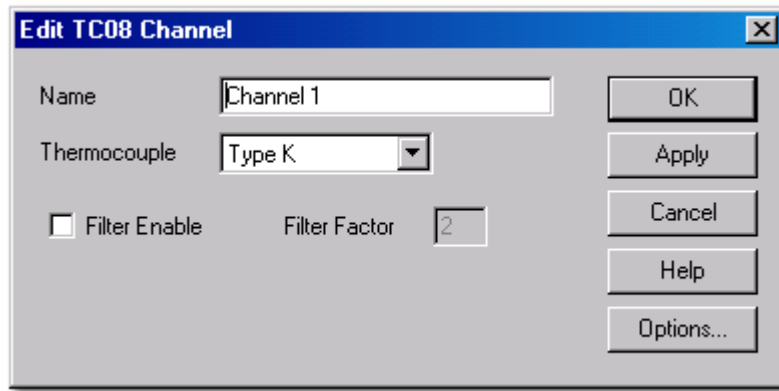 Edit TC08 Channel
Name Channel 1 OK
Thermocouple Type K Apply
Filter Enable Filter Factor 2 Cancel
Help
Options...